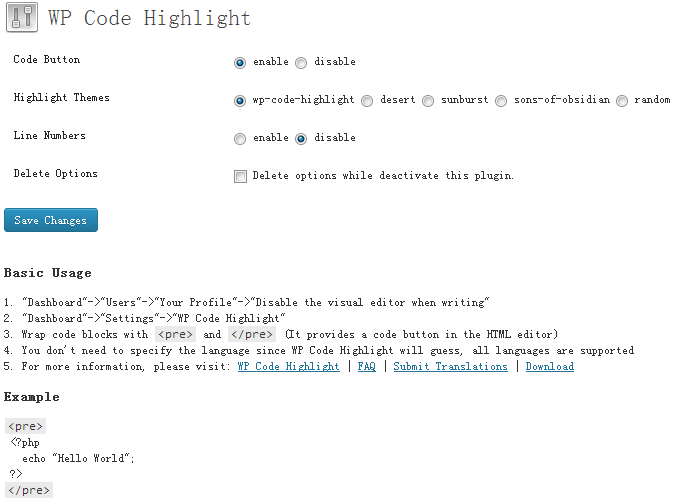 WP Code Highlight
Code Button enable disable
Highlight Themes wp-code-highlight desert sunburst sons-of-obsidian random
Line Numbers enable disable
Delete Options Delete options while deactivate this plugin.
Save Changes
Basic Usage
1. "Dashboard"->"Users"->"Your Profile"->"Disable the visual editor when writing"
2. "Dashboard"->"Settings"->"WP Code Highlight"
3. Wrap code blocks with <pre> and </pre> (It provides a code button in the HTML editor)
4. You don't need to specify the language since WP Code Highlight will guess, all languages are supported
5. For more information, please visit: WP Code Highlight | FAQ | Submit Translations | Download
Example
<pre>
<?php
echo "Hello World";
?>
</pre>